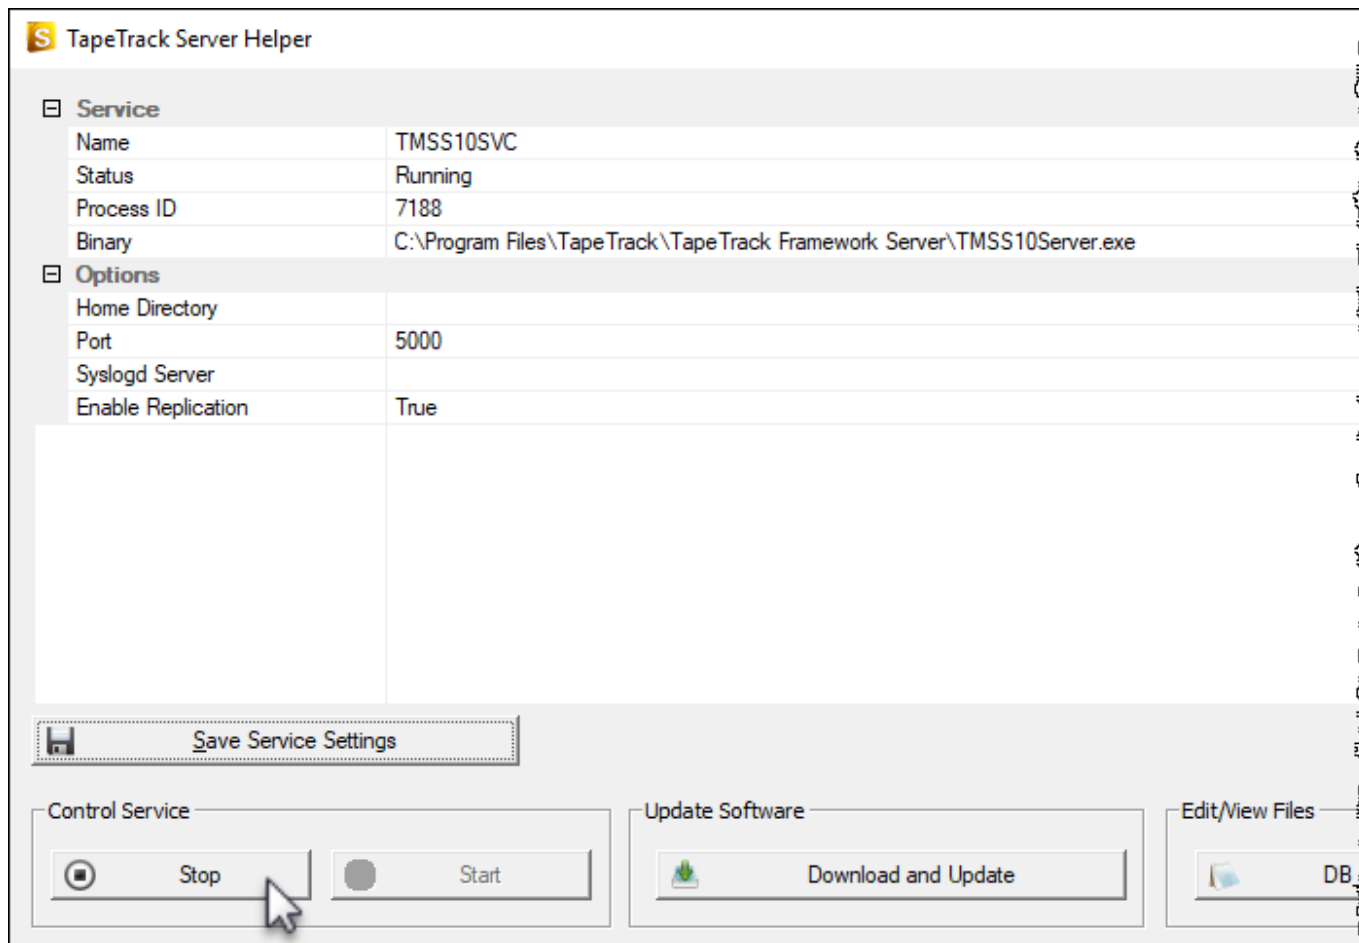 TapeTrack Server Helper
Service
Name TMSS10SVC
Status Running
Process ID 7188
Binary C:\Program Files\TapeTrack\TapeTrack Framework Server\TMSS10Server.exe
Options
Home Directory
Port 5000
Syslogd Server
Enable Replication True
Save Service Settings
Control Service Update Software Edit/View Files
Stop Start Download and Update DB_